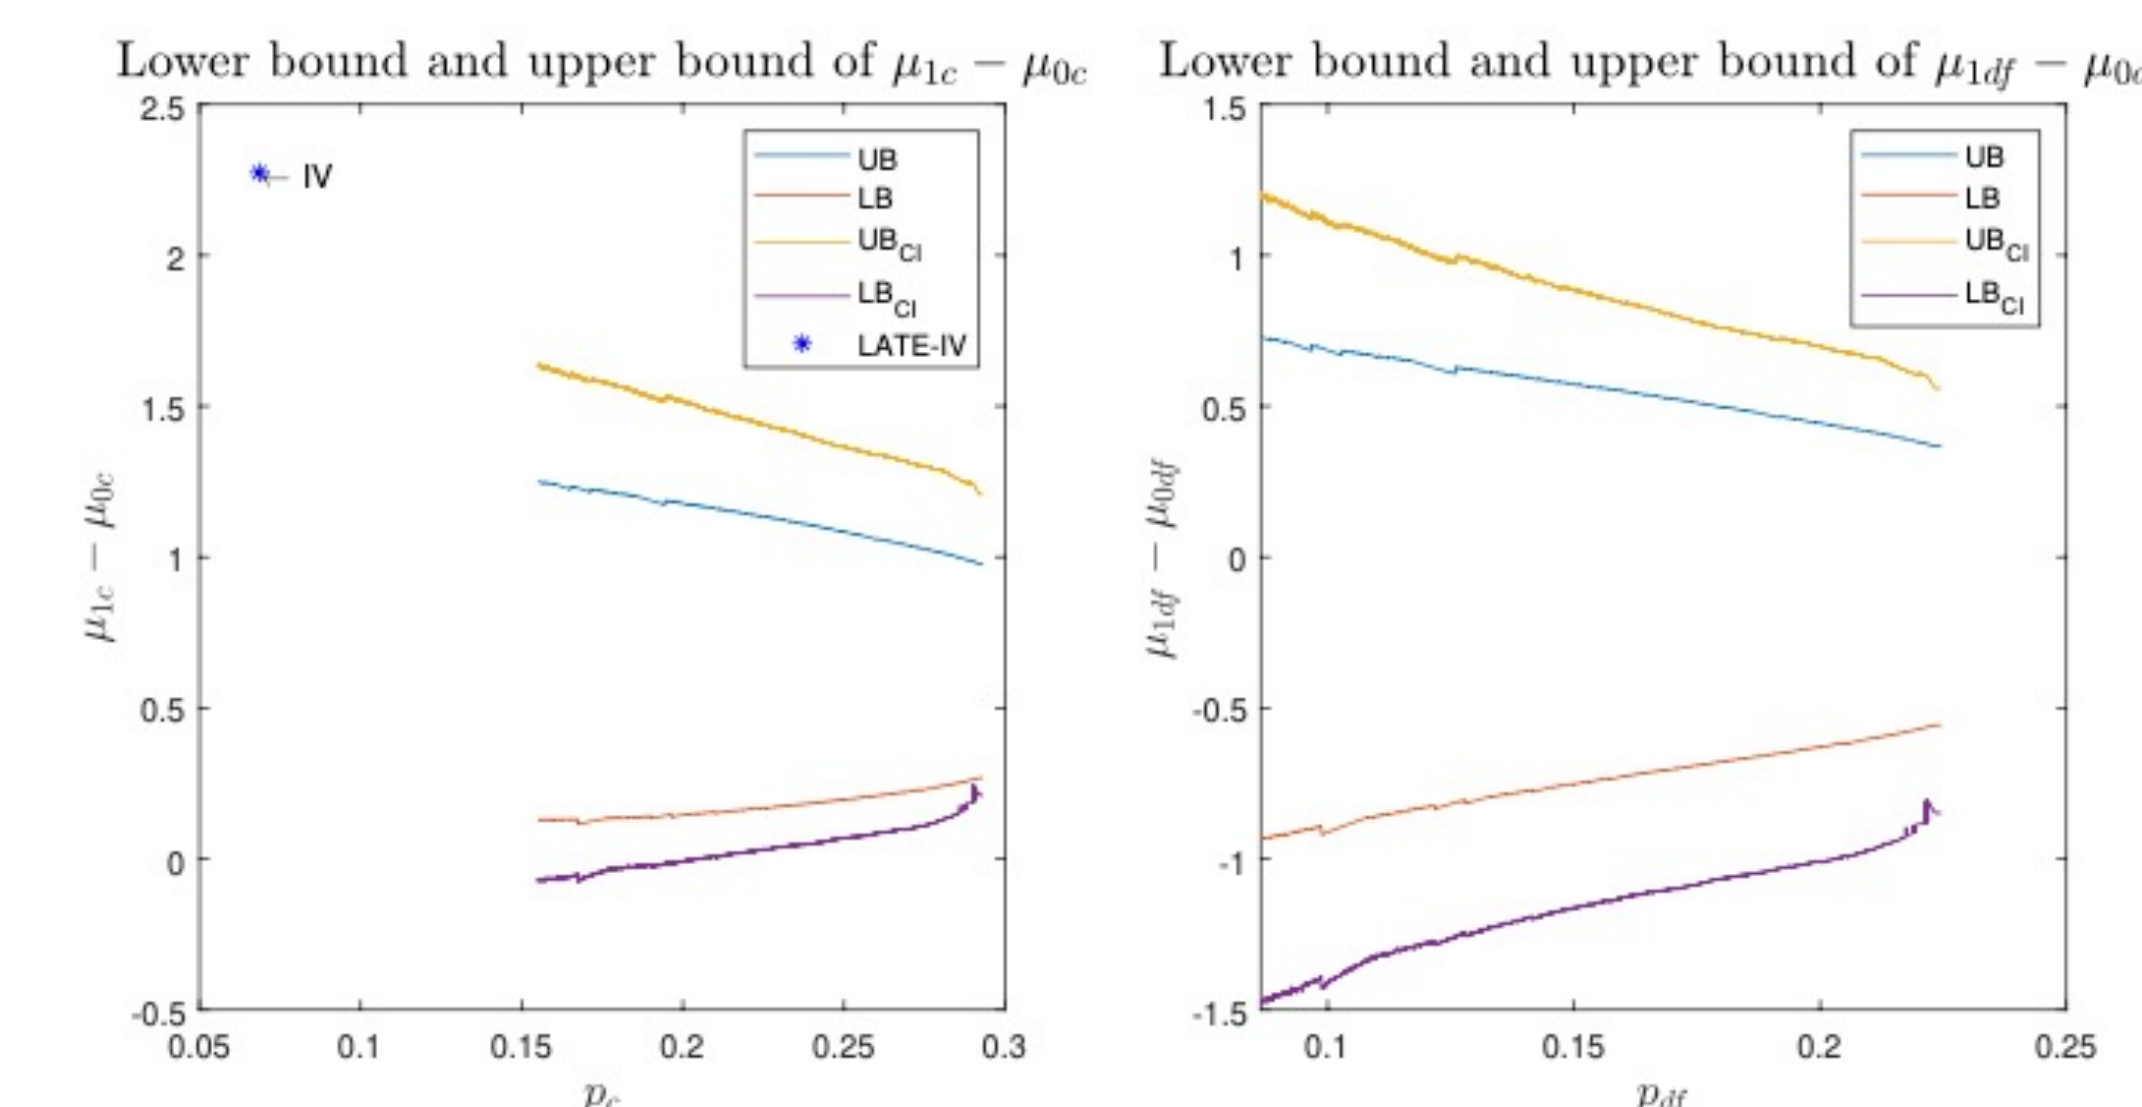 Lower bound and upper bound of μ1c − μ0c
2.5
2
1.5
1
0.5
0
-0.5
μ1c − μ0c
IV
UB
LB
UBCI
LBCI
LATE-IV
0.05 0.1 0.15 0.2 0.25 0.3
pc
Lower bound and upper bound of μ1df − μ0d
1.5
1
0.5
0
-0.5
-1
-1.5
μ1df − μ0df
UB
LB
UBCI
LBCI
0.1 0.15 0.2 0.25
pdf